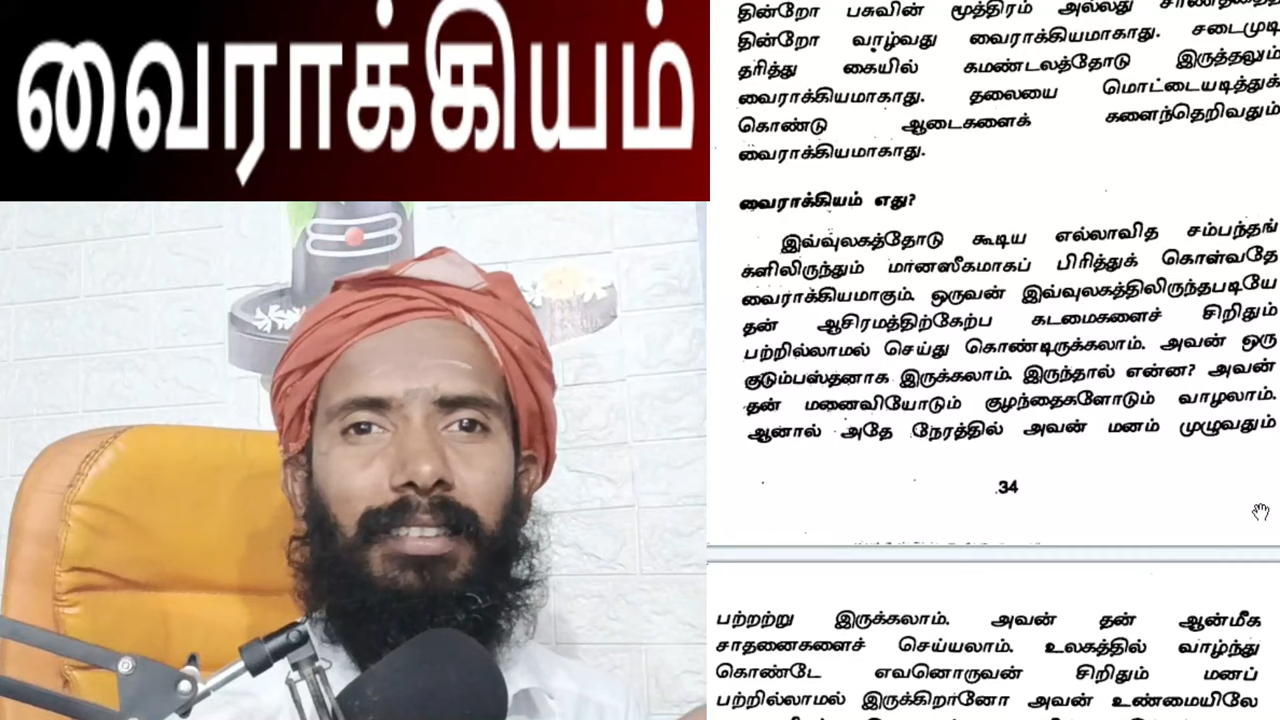 வைராக்கியம்
தின்றோ பசுவின் மூத்திரம் அல்லது
தின்றோ வாழ்வது வைராக்கியமாகாது. சடைமுடி
தரித்து கையில் கமண்டலத்தோடு இருத்தலும்
வைராக்கியமாகாது. தலையை மொட்டையடித்துக்
கொண்டு ஆடைகளைக் களைந்தெறிவதும்
வைராக்கியமாகாது.
வைராக்கியம் எது?
இவ்வுலகத்தோடு கூடிய எல்லாவித சம்பந்தங்
களிலிருந்தும் மானஸீகமாகப் பிரித்துக் கொள்வதே
வைராக்கியமாகும். ஒருவன் இவ்வுலகத்திலிருந்தபடியே
தன் ஆசிரமத்திற்கேற்ப கடமைகளைச் சிறிதும்
பற்றில்லாமல் செய்து கொண்டிருக்கலாம். அவன் ஒரு
குடும்பஸ்தனாக இருக்கலாம். இருந்தால் என்ன? அவன்
தன் மனைவியோடும் குழந்தைகளோடும் வாழலாம்.
ஆனால் அதே நேரத்தில் அவன் மனம் முழுவதும்
34
பற்றற்று இருக்கலாம். அவன் தன் ஆன்மீக
சாதனைகளைச் செய்யலாம். உலகத்தில் வாழ்ந்து
கொண்டே எவனொருவன் சிறிதும் மனப்
பற்றில்லாமல் இருக்கிறானோ அவன் உண்மையிலே